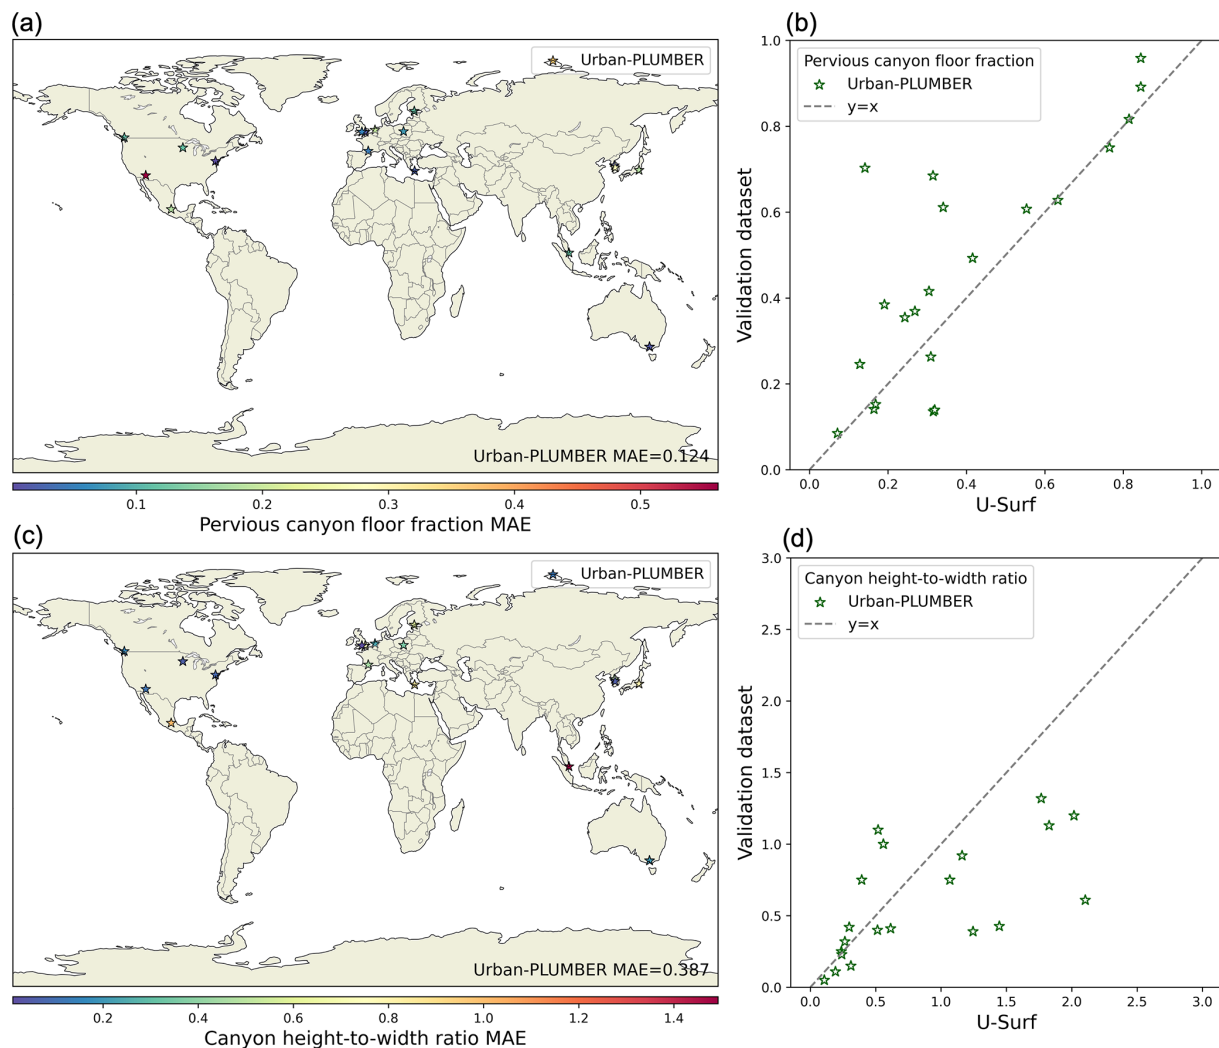 (a)
Urban-PLUMBER
Urban-PLUMBER MAE=0.124
0.1 0.2 0.3 0.4 0.5
Pervious canyon floor fraction MAE
(b)
1.0
0.8
0.6
0.4
0.2
0.0
Validation dataset
Pervious canyon floor fraction
Urban-PLUMBER
y=x
0.0 0.2 0.4 0.6 0.8 1.0
U-Surf
(c)
Urban-PLUMBER
Urban-PLUMBER MAE=0.387
0.2 0.4 0.6 0.8 1.0 1.2 1.4
Canyon height-to-width ratio MAE
(d)
3.0
2.5
2.0
1.5
1.0
0.5
0.0
Validation dataset
Canyon height-to-width ratio
Urban-PLUMBER
y=x
0.0 0.5 1.0 1.5 2.0 2.5 3.0
U-Surf